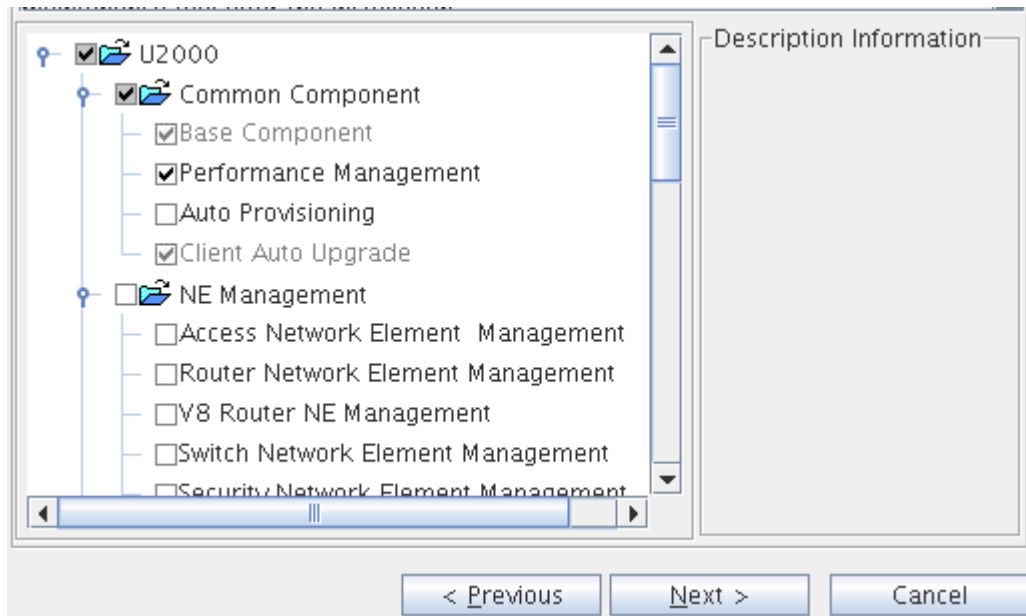 U2000
Common Component
Base Component
Performance Management
Auto Provisioning
Client Auto Upgrade
NE Management
Access Network Element  Management
Router Network Element Management
V8 Router NE Management
Switch Network Element Management
Security Network Element Management
Description Information
< Previous
Next >
Cancel